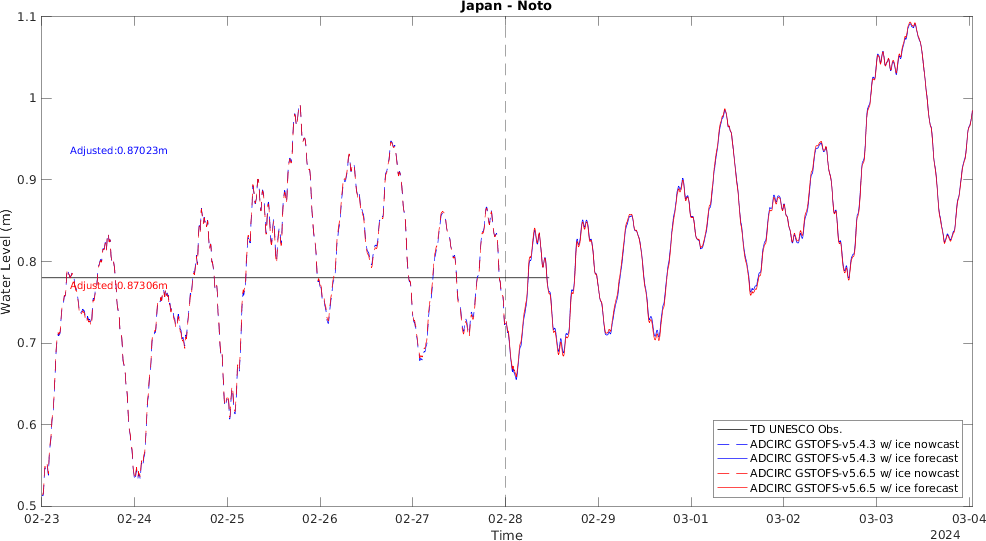 Japan - Noto
1.1
1
0.9
0.8
0.7
0.6
0.5
Water Level (m)
Adjusted:0.87023m
Adjusted:0.87306m
TD UNESCO Obs.
ADCIRC GSTOFS-v5.4.3 w/ ice nowcast
ADCIRC GSTOFS-v5.4.3 w/ ice forecast
ADCIRC GSTOFS-v5.6.5 w/ ice nowcast
ADCIRC GSTOFS-v5.6.5 w/ ice forecast
02-23 02-24 02-25 02-26 02-27 02-28 02-29 03-01 03-02 03-03 03-04
Time
2024